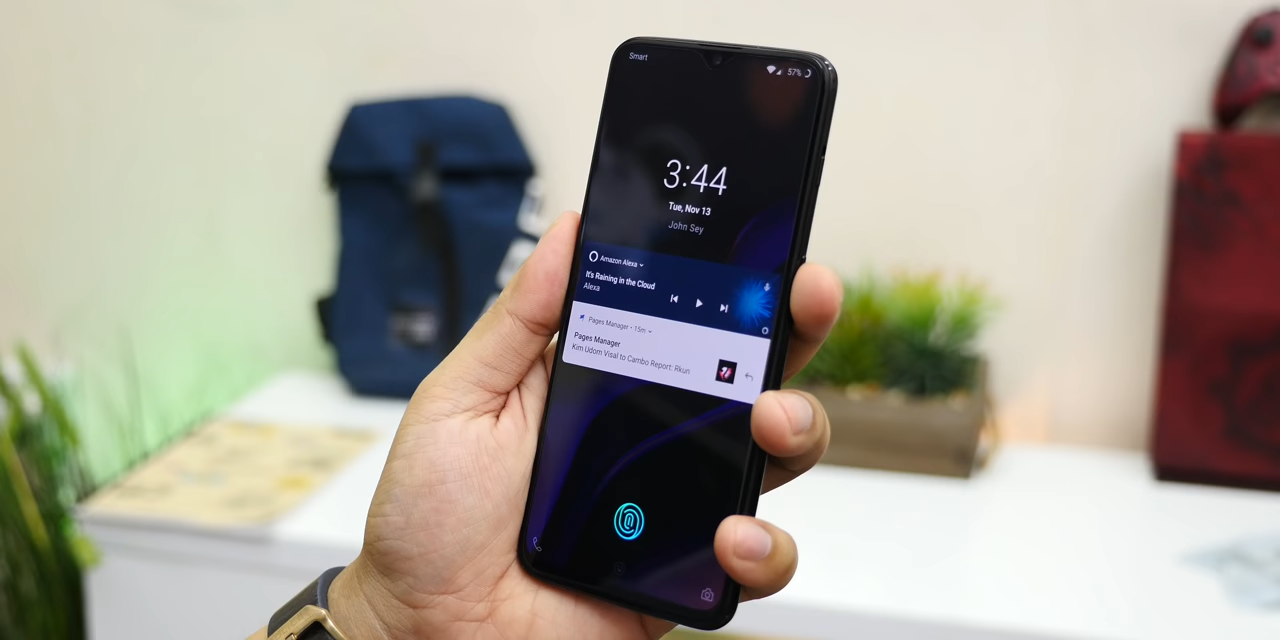 Smart
57%
3:44
Tue, Nov 13
John Sey
Amazon Alexa
It's Raining in the Cloud
Alexa
Pages Manager • 15m
Pages Manager
Kim Udom Visal to Cambo Report: Rkun